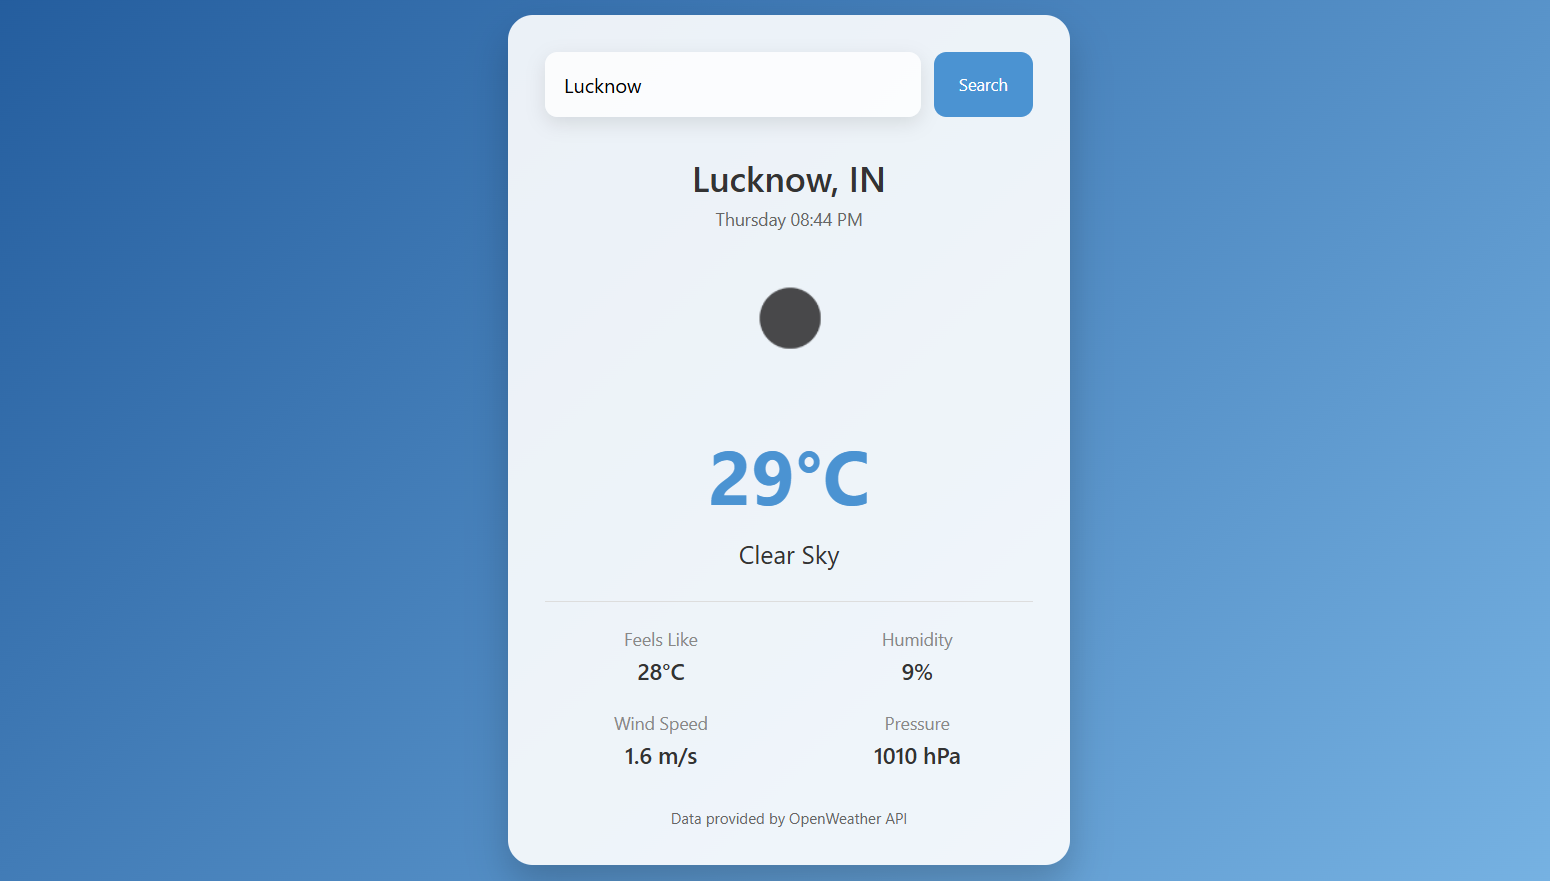 Lucknow
Search
Lucknow, IN
Thursday 08:44 PM
29°C
Clear Sky
Feels Like
28°C
Humidity
9%
Wind Speed
1.6 m/s
Pressure
1010 hPa
Data provided by OpenWeather API